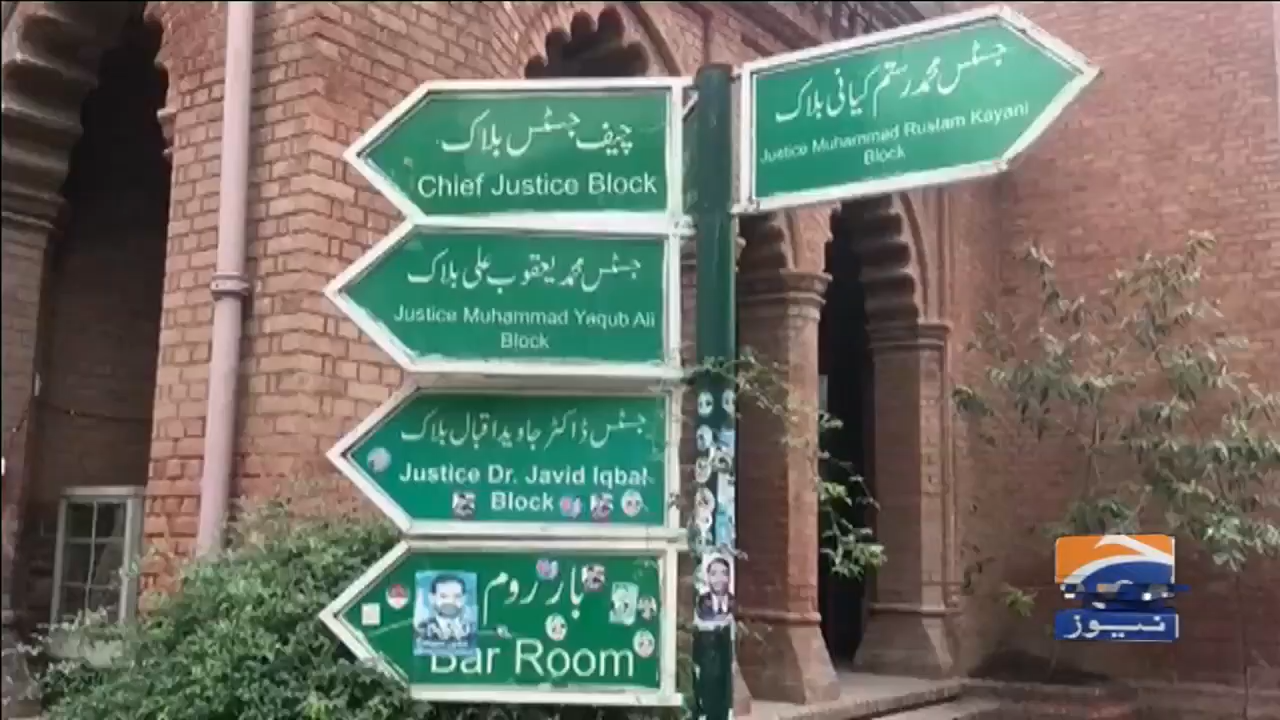 چیف جسٹس بلاک
Chief Justice Block
جسٹس محمد یعقوب علی بلاک
Justice Muhammad Yaqub Ali
Block
جسٹس ڈاکٹر جاوید اقبال بلاک
Justice Dr. Javid Iqbal
Block
بار روم
Bar Room
جسٹس محمد رستم کیانی بلاک
Justice Muhammad Rustam Kayani
Block
نیوز